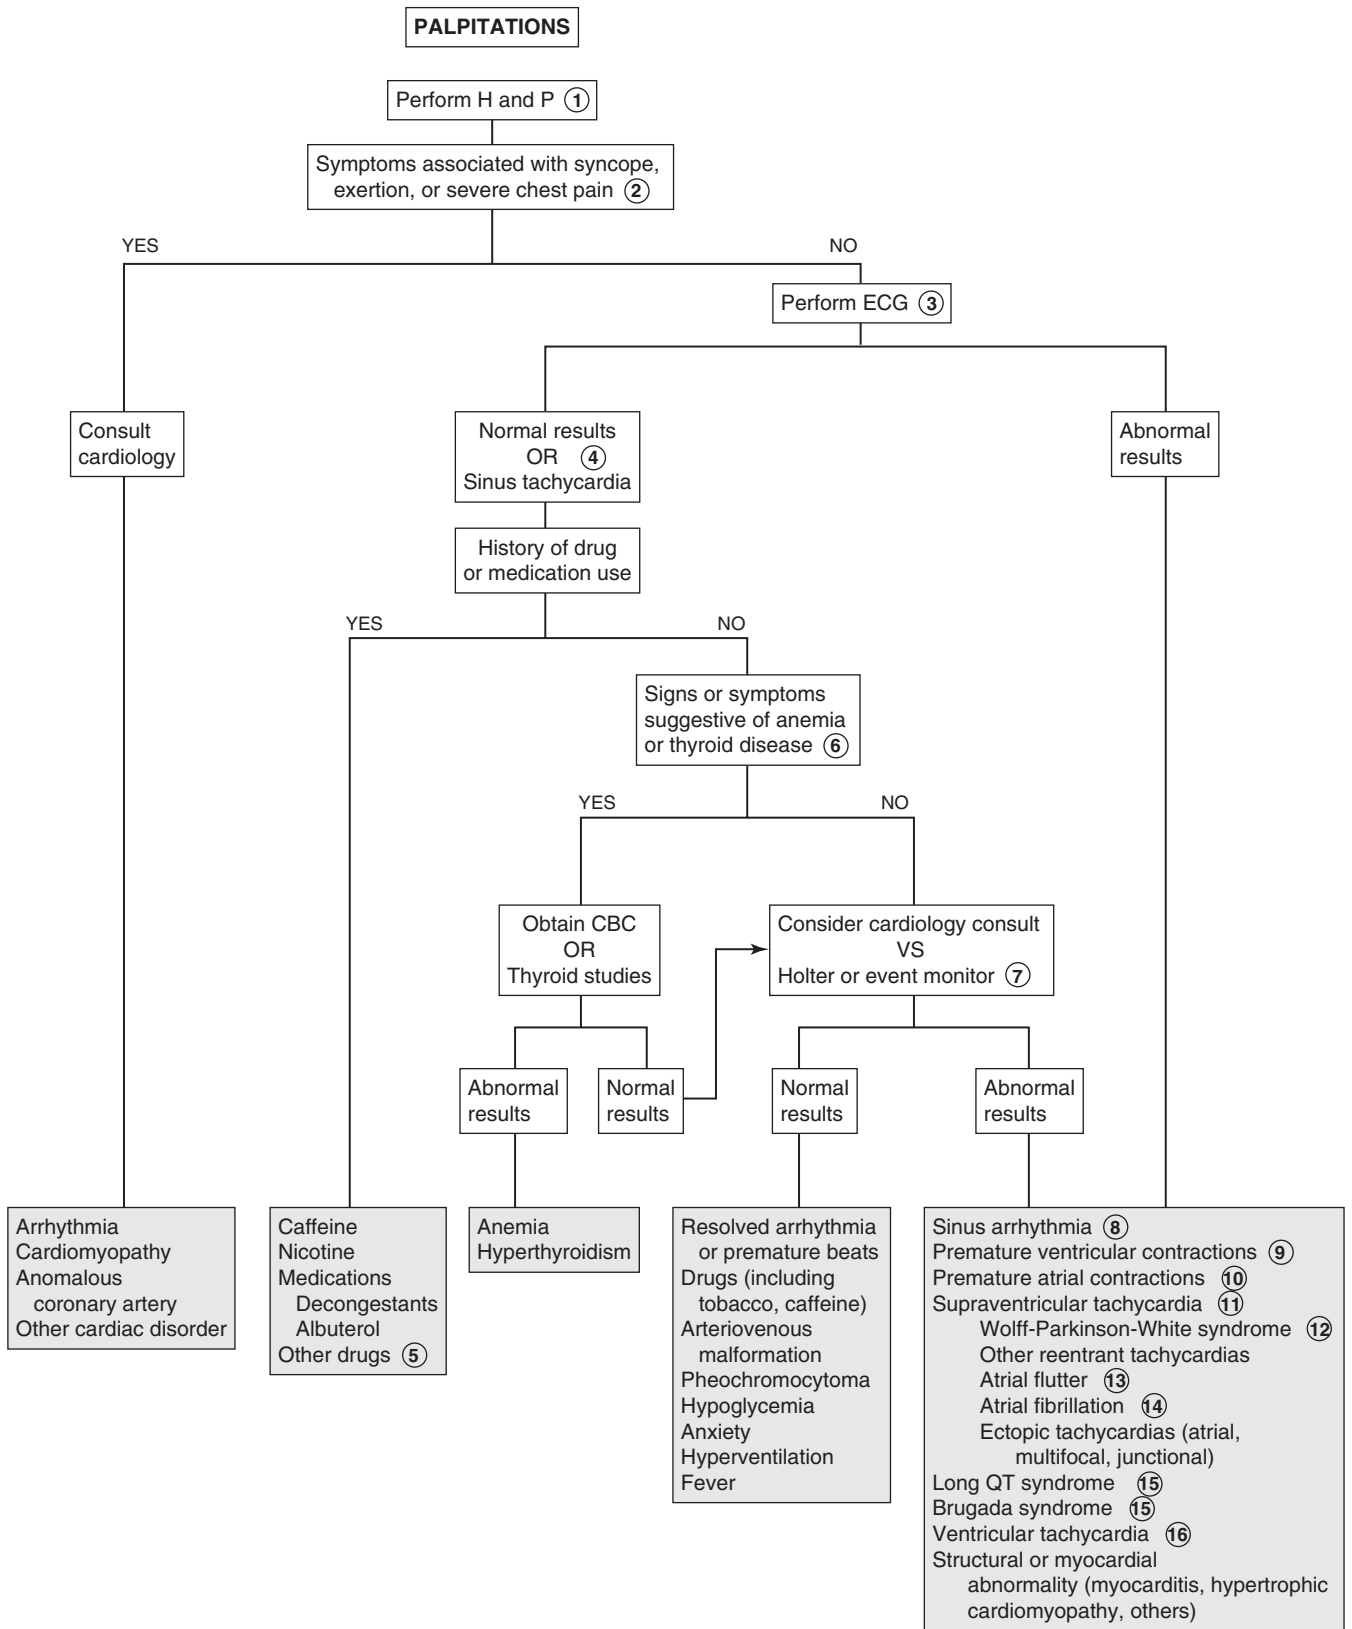 PALPITATIONS
Perform H and P 1
Symptoms associated with syncope,
exertion, or severe chest pain 2
YES
NO
Perform ECG 3
Consult
cardiology
Normal results
OR 4
Sinus tachycardia
Abnormal
results
History of drug
or medication use
YES
NO
Signs or symptoms
suggestive of anemia
or thyroid disease 6
YES
NO
Obtain CBC
OR
Thyroid studies
Consider cardiology consult
VS
Holter or event monitor 7
Abnormal
results
Normal
results
Normal
results
Abnormal
results
Arrhythmia
Cardiomyopathy
Anomalous
coronary artery
Other cardiac disorder
Caffeine
Nicotine
Medications
Decongestants
Albuterol
Other drugs 5
Anemia
Hyperthyroidism
Resolved arrhythmia
or premature beats
Drugs (including
tobacco, caffeine)
Arteriovenous
malformation
Pheochromocytoma
Hypoglycemia
Anxiety
Hyperventilation
Fever
Sinus arrhythmia 8
Premature ventricular contractions 9
Premature atrial contractions 10
Supraventricular tachycardia 11
Wolff-Parkinson-White syndrome 12
Other reentrant tachycardias
Atrial flutter 13
Atrial fibrillation 14
Ectopic tachycardias (atrial,
multifocal, junctional)
Long QT syndrome 15
Brugada syndrome 15
Ventricular tachycardia 16
Structural or myocardial
abnormality (myocarditis, hypertrophic
cardiomyopathy, others)